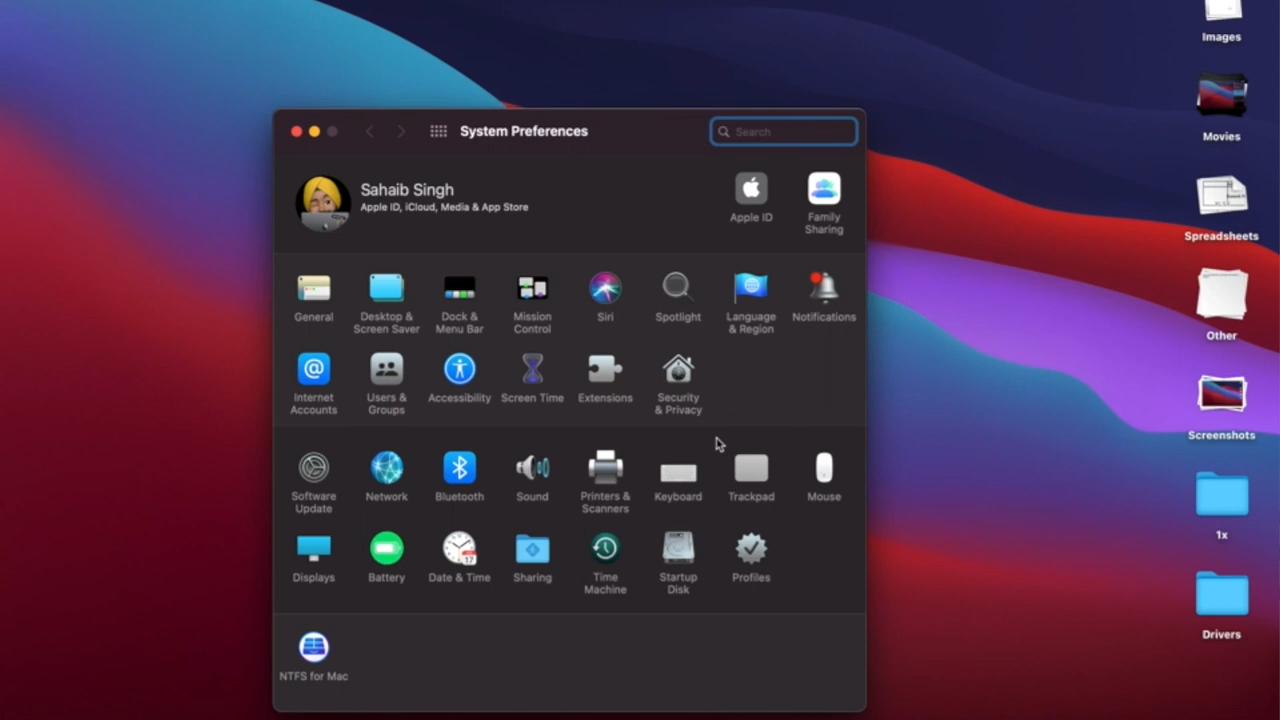 System Preferences
Search
Sahaib Singh
Apple ID, iCloud, Media & App Store
Apple ID
Family
Sharing
General
Desktop &
Screen Saver
Dock &
Menu Bar
Mission
Control
Siri
Spotlight
Language
& Region
Notifications
Internet
Accounts
Users &
Groups
Accessibility
Screen Time
Extensions
Security
& Privacy
Software
Update
Network
Bluetooth
Sound
Printers &
Scanners
Keyboard
Trackpad
Mouse
Displays
Battery
17
Date & Time
Sharing
Time
Machine
Startup
Disk
Profiles
NTFS for Mac
Images
Movies
Spreadsheets
Other
Screenshots
1x
Drivers